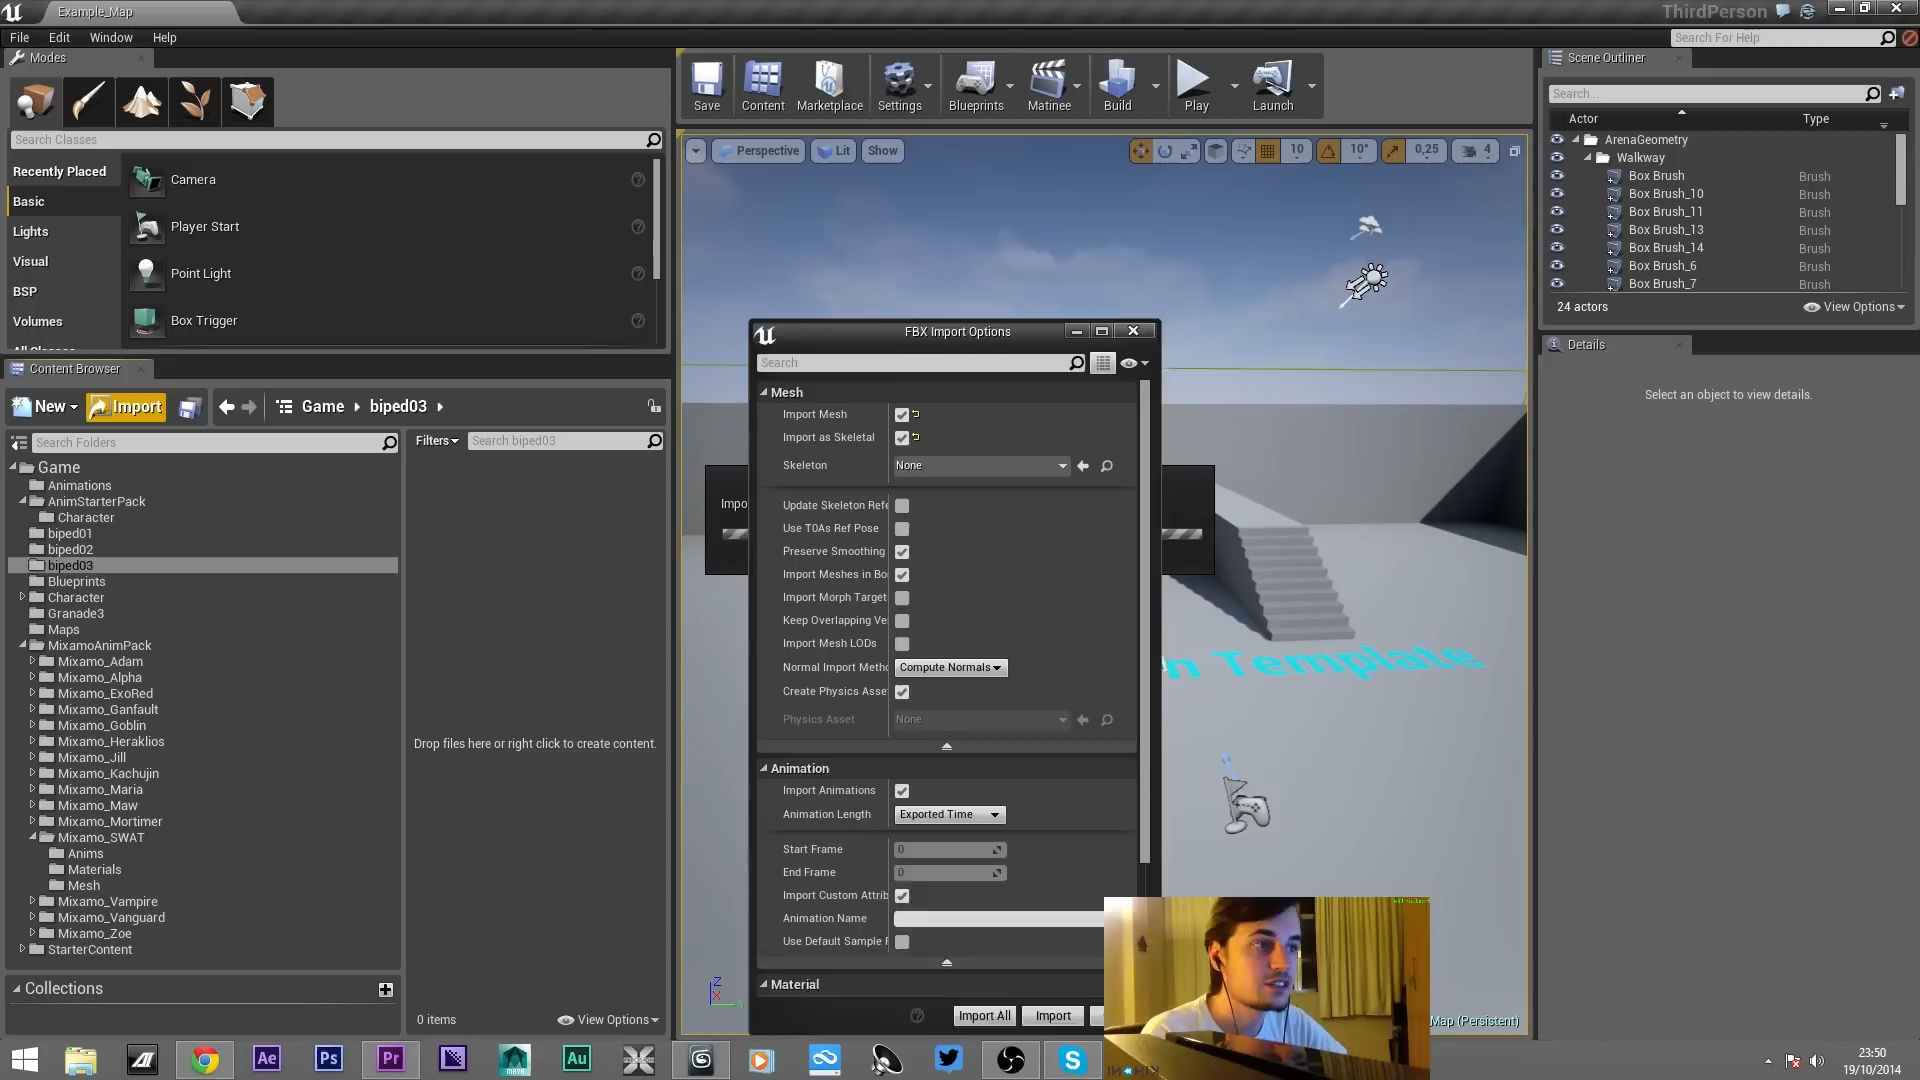 Example_Map
ThirdPerson
File Edit Window Help
Search For Help
Modes
Search Classes
Recently Placed
Basic
Lights
Visual
BSP
Volumes
All Classes
Camera
Player Start
Point Light
Box Trigger
Save Content Marketplace Settings Blueprints Matinee Build Play Launch
Perspective Lit Show
10 10° 0,25 4
Scene Outliner
Search...
Actor Type
ArenaGeometry
Walkway
Box Brush Brush
Box Brush_10 Brush
Box Brush_11 Brush
Box Brush_13 Brush
Box Brush_14 Brush
Box Brush_6 Brush
Box Brush_7 Brush
24 actors View Options
Details
Select an object to view details.
Content Browser
New Import Game biped03
Search Folders
Filters Search biped03
Game
Animations
AnimStarterPack
Character
biped01
biped02
biped03
Blueprints
Character
Granade3
Maps
MixamoAnimPack
Mixamo_Adam
Mixamo_Alpha
Mixamo_ExoRed
Mixamo_Ganfault
Mixamo_Goblin
Mixamo_Heraklios
Mixamo_Jill
Mixamo_Kachujin
Mixamo_Maria
Mixamo_Maw
Mixamo_Mortimer
Mixamo_SWAT
Anims
Materials
Mesh
Mixamo_Vampire
Mixamo_Vanguard
Mixamo_Zoe
StarterContent
Collections
Drop files here or right click to create content.
0 items View Options
Impo
FBX Import Options
Search
Mesh
Import Mesh
Import as Skeletal
Skeleton None
Update Skeleton Refe
Use T0As Ref Pose
Preserve Smoothing
Import Meshes in Bo
Import Morph Target
Keep Overlapping Ve
Import Mesh LODs
Normal Import Metho Compute Normals
Create Physics Asse
Physics Asset None
Animation
Import Animations
Animation Length Exported Time
Start Frame 0
End Frame 0
Import Custom Attrib
Animation Name
Use Default Sample F
Material
Import All Import
n Template
Z
X
Map (Persistent)
Ae Ps Pr MAYA Au
23:50
19/10/2014